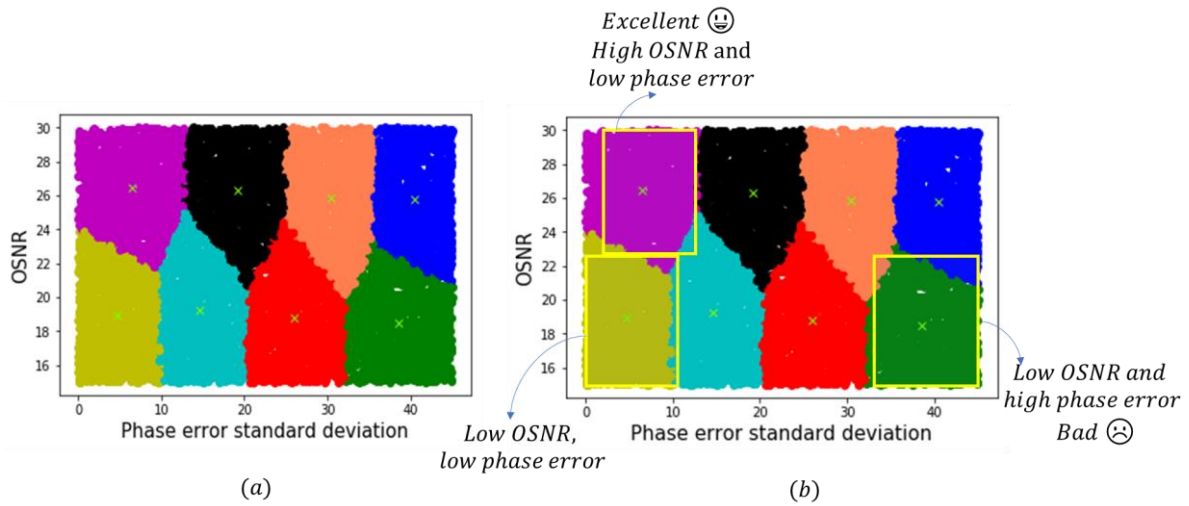 Excellent 😃
High OSNR and
low phase error
30
28
26
24
22
20
18
16
OSNR
0
10
20
30
40
Phase error standard deviation
30
28
26
24
22
20
18
16
OSNR
0
10
20
30
40
Phase error standard deviation
Low OSNR,
low phase error
Low OSNR and
high phase error
Bad ☹
(a)
(b)